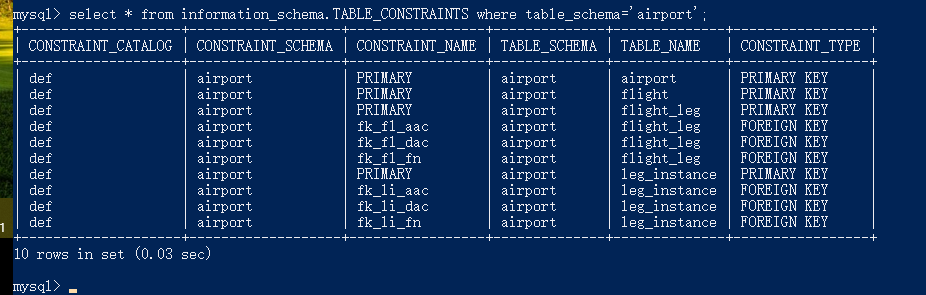 mysql> select * from information_schema.TABLE_CONSTRAINTS where table_schema='airport';
| CONSTRAINT_CATALOG | CONSTRAINT_SCHEMA | CONSTRAINT_NAME | TABLE_SCHEMA | TABLE_NAME | CONSTRAINT_TYPE |
| def | airport | PRIMARY | airport | airport | PRIMARY KEY |
| def | airport | PRIMARY | airport | flight | PRIMARY KEY |
| def | airport | PRIMARY | airport | flight_leg | PRIMARY KEY |
| def | airport | fk_fl_aac | airport | flight_leg | FOREIGN KEY |
| def | airport | fk_fl_dac | airport | flight_leg | FOREIGN KEY |
| def | airport | fk_fl_fn | airport | flight_leg | FOREIGN KEY |
| def | airport | PRIMARY | airport | leg_instance | PRIMARY KEY |
| def | airport | fk_li_aac | airport | leg_instance | FOREIGN KEY |
| def | airport | fk_li_dac | airport | leg_instance | FOREIGN KEY |
| def | airport | fk_li_fn | airport | leg_instance | FOREIGN KEY |
1
10 rows in set (0.03 sec)
mysql> _